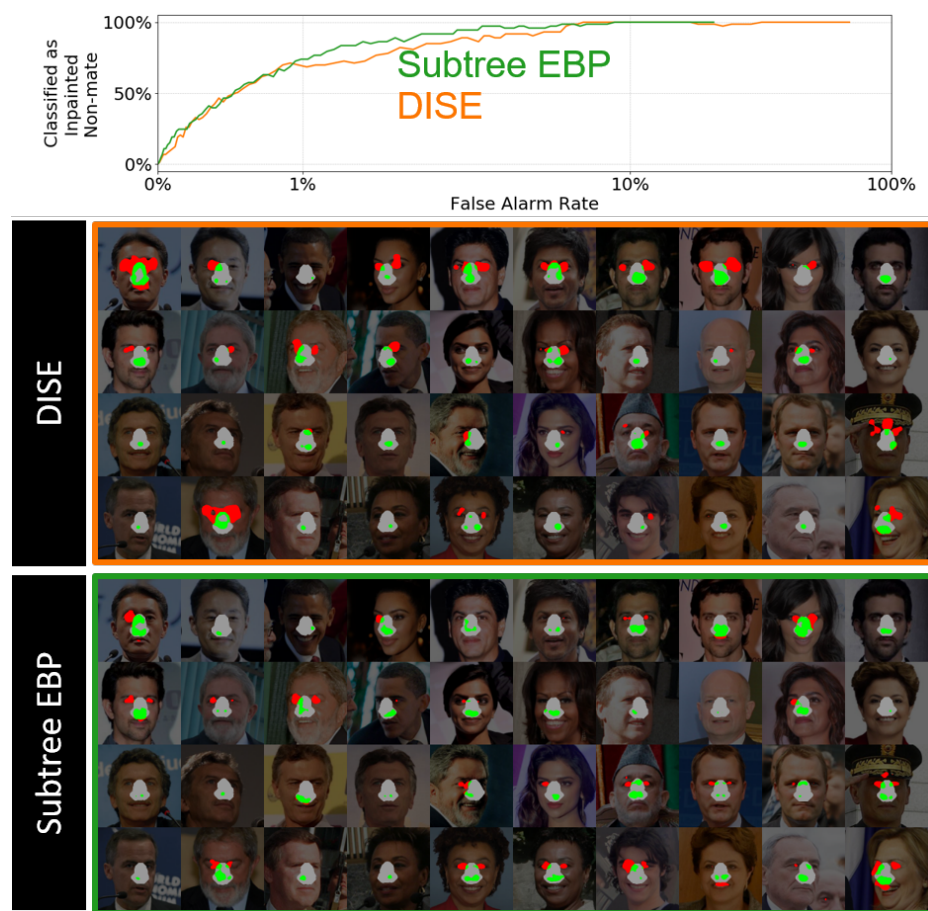 100%
50%
0%
Classified as
Inpainted
Non-mate
Subtree EBP
DISE
0%
1%
10%
100%
False Alarm Rate
DISE
Subtree EBP